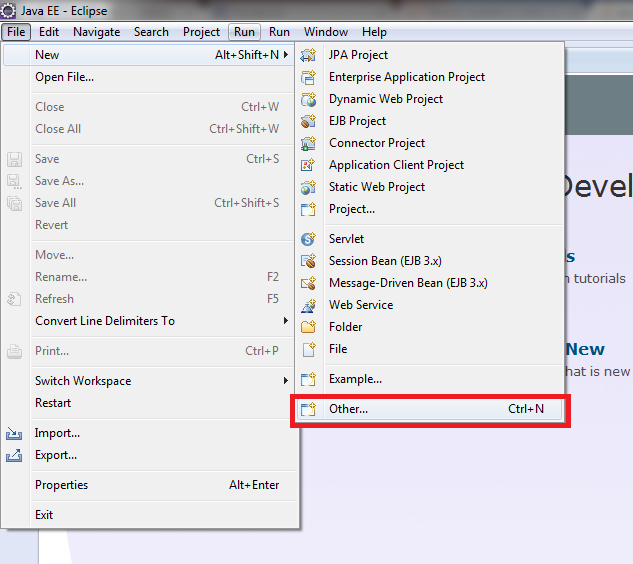 Java EE - Eclipse
File Edit Navigate Search Project Run Run Window Help
New Alt+Shift+N
Open File...
Close Ctrl+W
Close All Ctrl+Shift+W
Save Ctrl+S
Save As...
Save All Ctrl+Shift+S
Revert
Move...
Rename... F2
Refresh F5
Convert Line Delimiters To
Print... Ctrl+P
Switch Workspace
Restart
Import...
Export...
Properties Alt+Enter
Exit
JPA Project
Enterprise Application Project
Dynamic Web Project
EJB Project
Connector Project
Application Client Project
Static Web Project
Project...
Servlet
Session Bean (EJB 3.x)
Message-Driven Bean (EJB 3.x)
Web Service
Folder
File
Example...
Other... Ctrl+N
Devel
s
n tutorials
New
hat is new